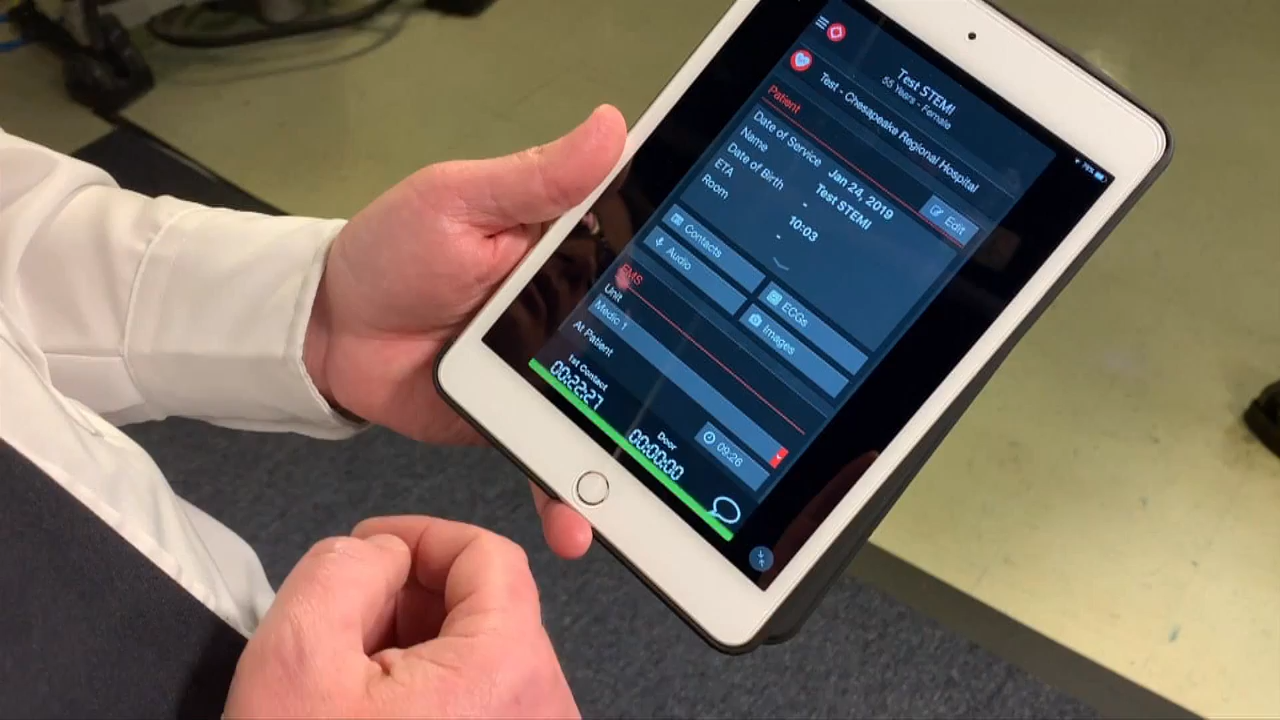 Test STEMI
55 Years - Female
Test - Chesapeake Regional Hospital
Patient
Edit
Date of Service Jan 24, 2019
Name Test STEMI
Date of Birth -
ETA 10:03
Room -
Contacts
ECGs
Audio
Images
EMS
Unit
Medic 1
At Patient
09:26
1st Contact
00:22:27
Door
00:00:00